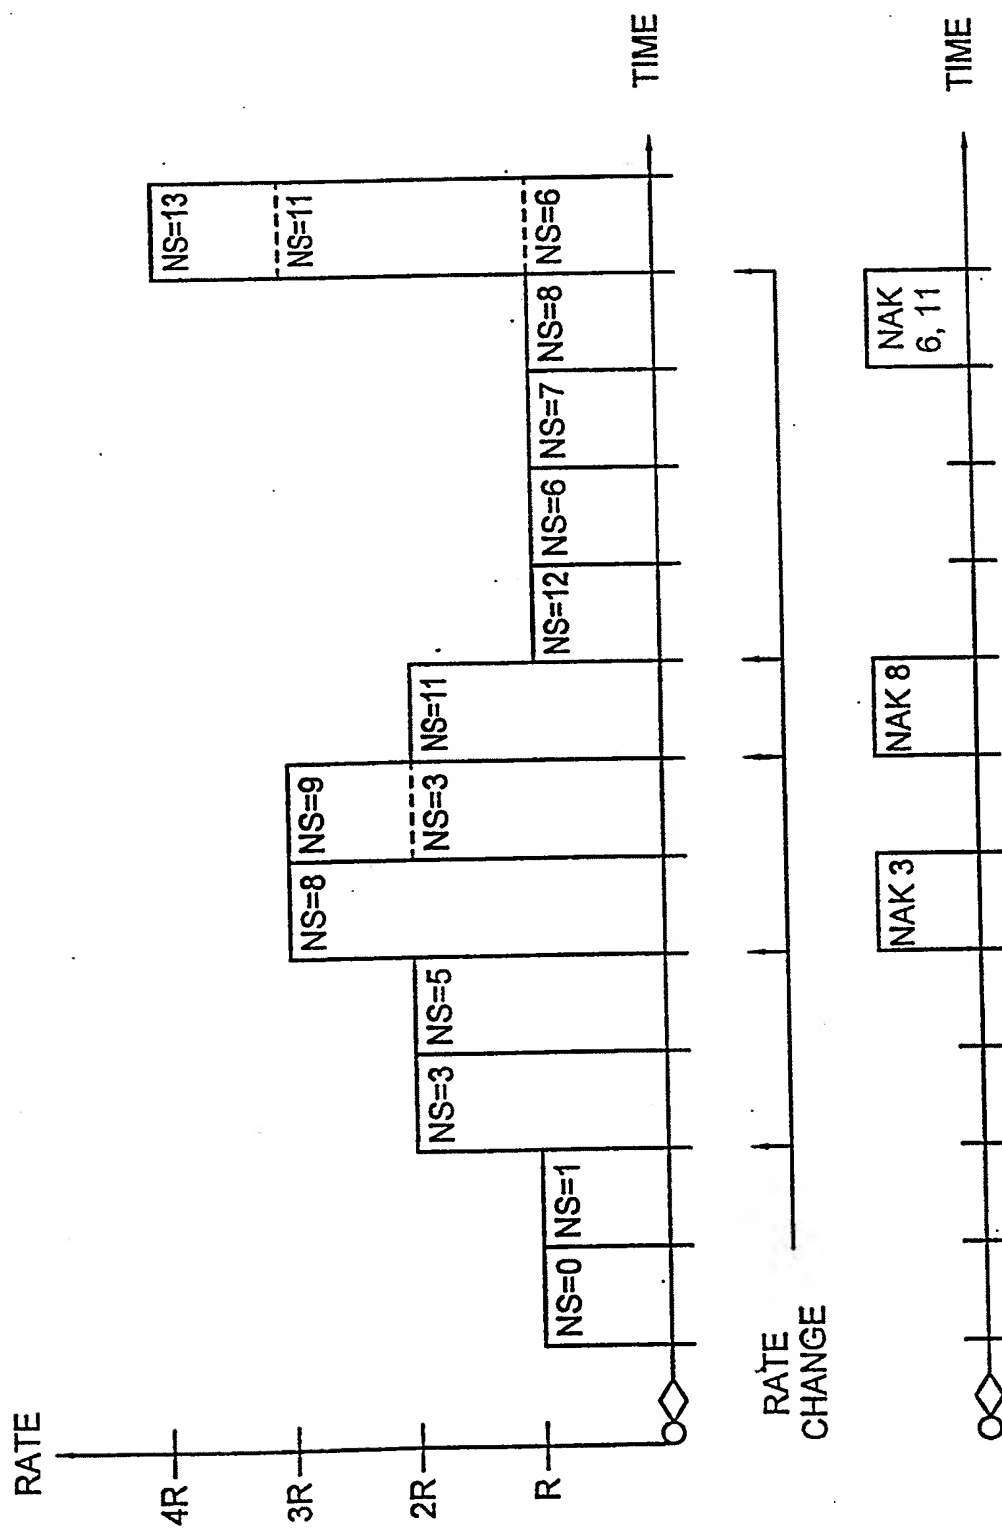 RATE
4R
3R
2R
R
NS=0
NS=1
NS=3
NS=5
NS=8
NS=9
NS=3
NS=11
NS=12
NS=6
NS=7
NS=8
NS=13
NS=11
NS=6
TIME
RATE
CHANGE
NAK 3
NAK 8
NAK
6, 11
TIME